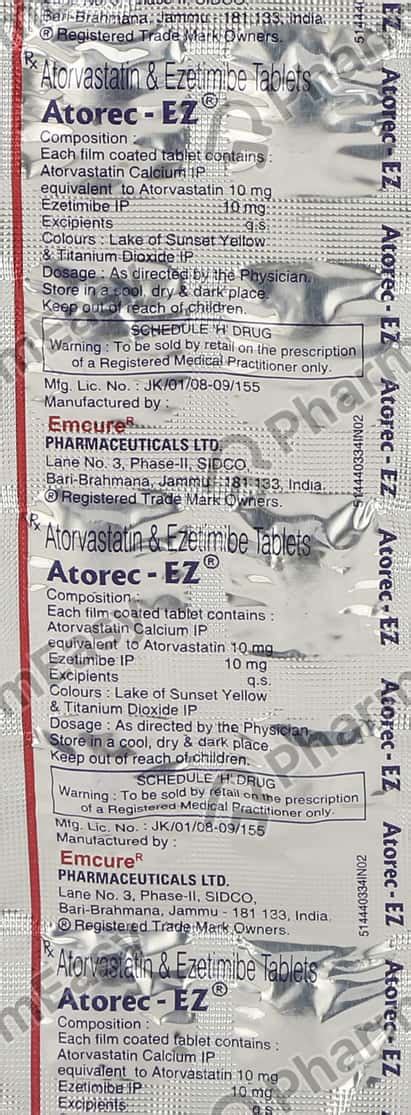 Bari-Brahmana, Jammu - 181 133, India.
® Registered Trade Mark Owners.
Rx
Atorvastatin & Ezetimibe Tablets
Atorec - EZ®
Composition :
Each film coated tablet contains :
Atorvastatin Calcium IP
equivalent to Atorvastatin 10 mg
Ezetimibe IP 10 mg
Excipients q.s.
Colours : Lake of Sunset Yellow
& Titanium Dioxide IP
Dosage : As directed by the Physician.
Store in a cool, dry & dark place.
Keep out of reach of children.
SCHEDULE 'H' DRUG
Warning : To be sold by retail on the prescription
of a Registered Medical Practitioner only.
Mfg. Lic. No. : JK/01/08-09/155
Manufactured by :
EmcureR
PHARMACEUTICALS LTD.
Lane No. 3, Phase-II, SIDCO,
Bari-Brahmana, Jammu - 181 133, India.
® Registered Trade Mark Owners.
Rx
Atorvastatin & Ezetimibe Tablets
Atorec - EZ®
Composition :
Each film coated tablet contains :
Atorvastatin Calcium IP
equivalent to Atorvastatin 10 mg
Ezetimibe IP 10 mg
Excipients q.s.
Colours : Lake of Sunset Yellow
& Titanium Dioxide IP
Dosage : As directed by the Physician.
Store in a cool, dry & dark place.
Keep out of reach of children.
SCHEDULE 'H' DRUG
Warning : To be sold by retail on the prescription
of a Registered Medical Practitioner only.
Mfg. Lic. No. : JK/01/08-09/155
Manufactured by :
EmcureR
PHARMACEUTICALS LTD.
Lane No. 3, Phase-II, SIDCO,
Bari-Brahmana, Jammu - 181 133, India.
® Registered Trade Mark Owners.
Rx
Atorvastatin & Ezetimibe Tablets
Atorec - EZ®
Composition :
Each film coated tablet contains :
Atorvastatin Calcium IP
equivalent to Atorvastatin 10 mg
Ezetimibe IP 10 mg
Excipients q.s.
EZ
Atorec - EZ
Atorec - EZ
Atorec - EZ
Atorec - EZ
Atorec - EZ
Atorec - EZ
Atorec - EZ
514440334IN02
514440334IN02